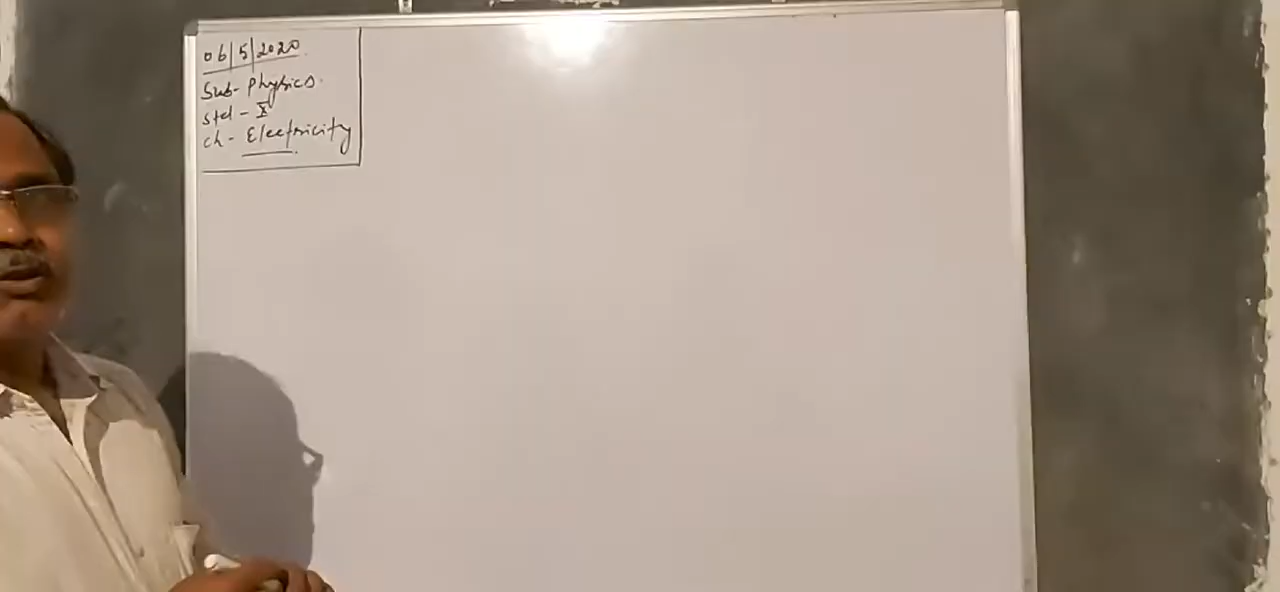 06/5/2020
Sub- Physics.
Std - X
Ch- Electricity